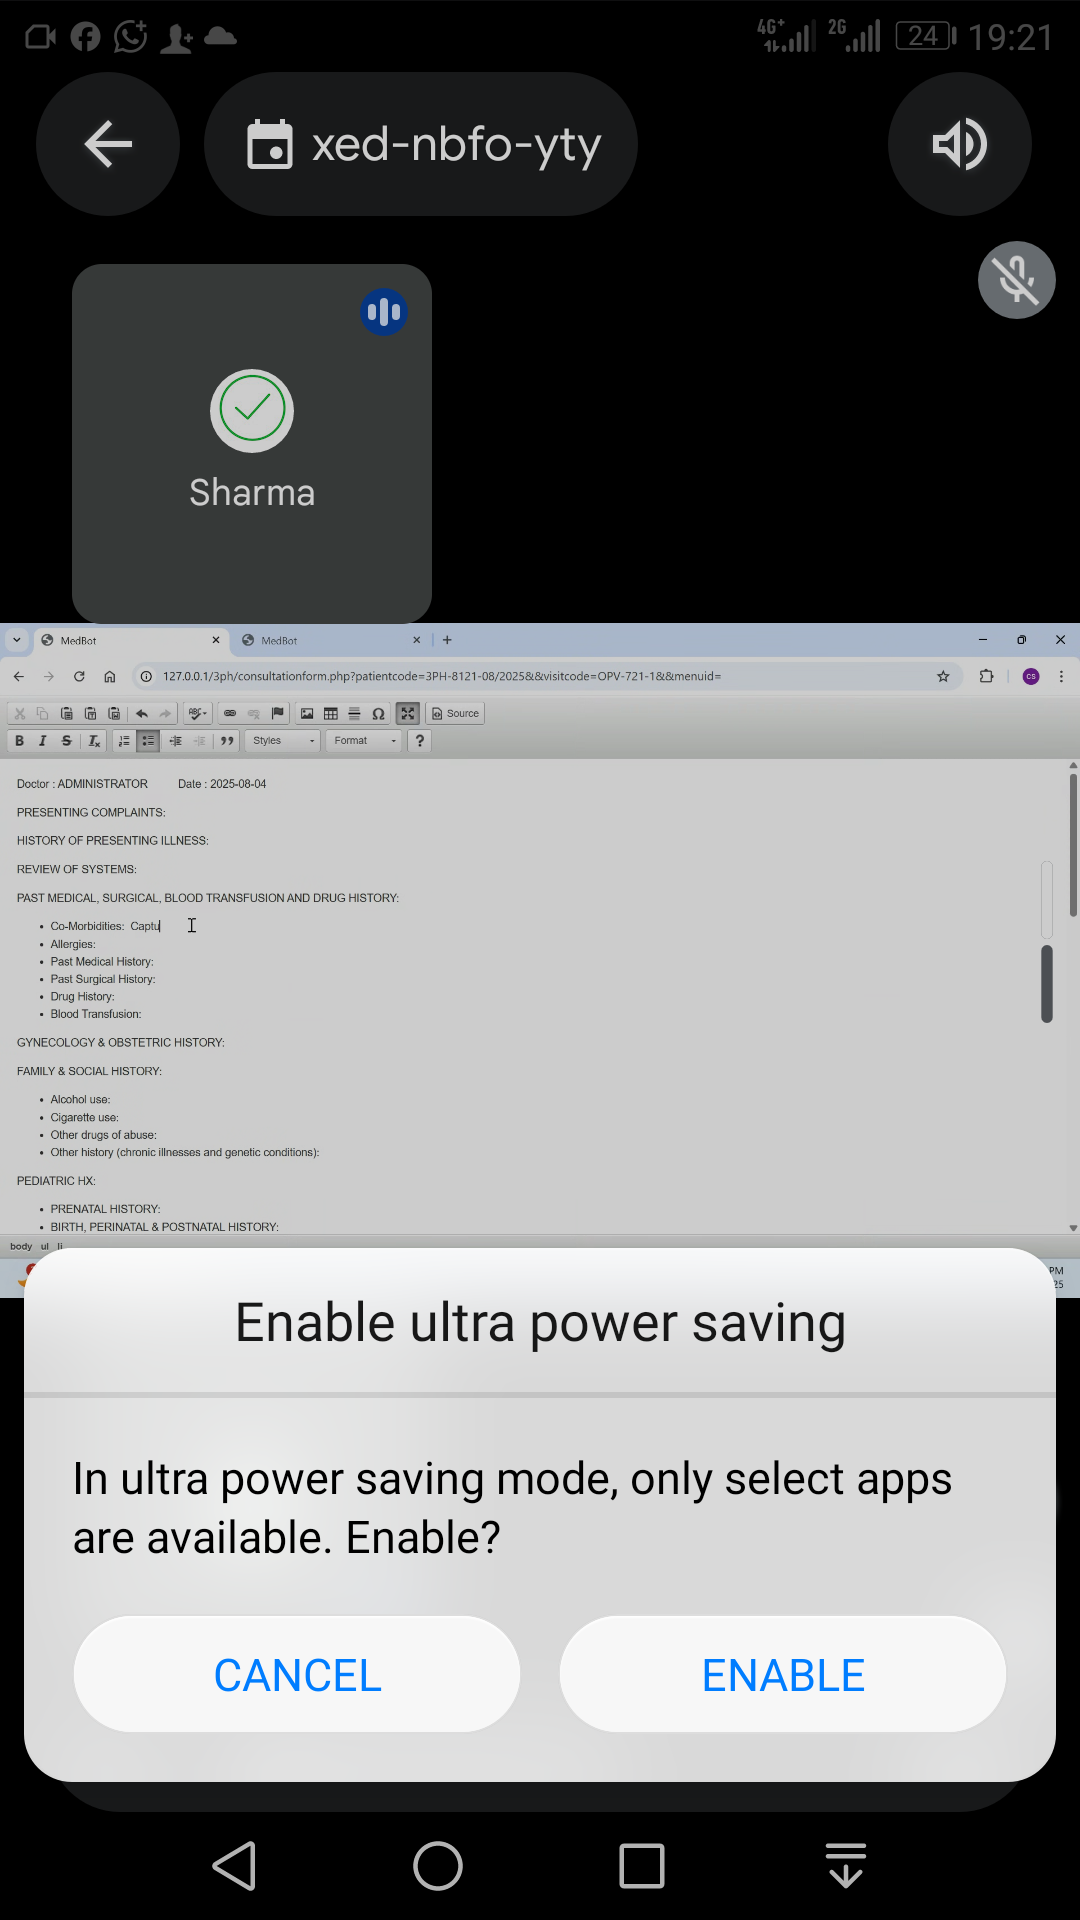 4G+ 2G 24 19:21
xed-nbfo-yty
Sharma
MedBot MedBot
127.0.0.1/3ph/consultationform.php?patientcode=3PH-8121-08/2025&&visitcode=OPV-721-1&&menuid= CS
ABC Ω Source
B I S Tx Styles Format ?
Doctor : ADMINISTRATOR Date : 2025-08-04
PRESENTING COMPLAINTS:
HISTORY OF PRESENTING ILLNESS:
REVIEW OF SYSTEMS:
PAST MEDICAL, SURGICAL, BLOOD TRANSFUSION AND DRUG HISTORY:
• Co-Morbidities: Captu
• Allergies:
• Past Medical History:
• Past Surgical History:
• Drug History:
• Blood Transfusion:
GYNECOLOGY & OBSTETRIC HISTORY:
FAMILY & SOCIAL HISTORY:
• Alcohol use:
• Cigarette use:
• Other drugs of abuse:
• Other history (chronic illnesses and genetic conditions):
PEDIATRIC HX:
• PRENATAL HISTORY:
• BIRTH, PERINATAL & POSTNATAL HISTORY:
body ul li
PM
25
Enable ultra power saving
In ultra power saving mode, only select apps
are available. Enable?
CANCEL ENABLE